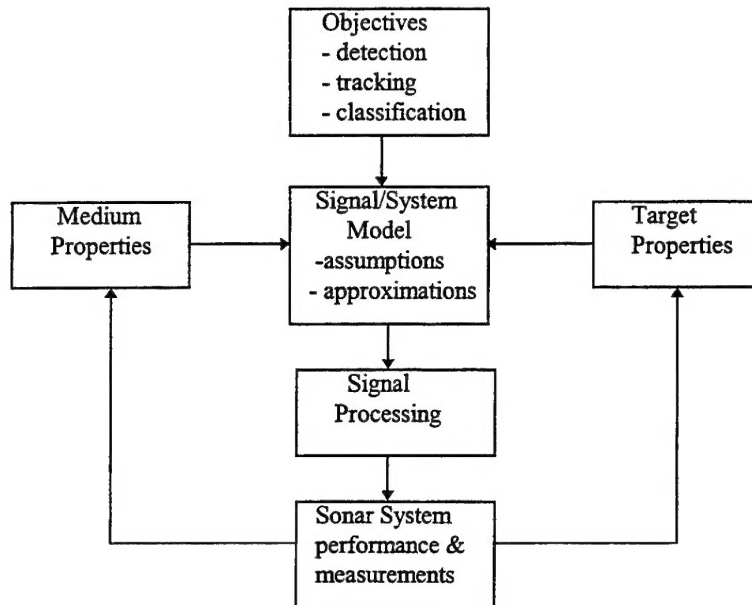 Objectives
- detection
- tracking
- classification
Medium
Properties
Signal/System
Model
-assumptions
- approximations
Target
Properties
Signal
Processing
Sonar System
performance &
measurements